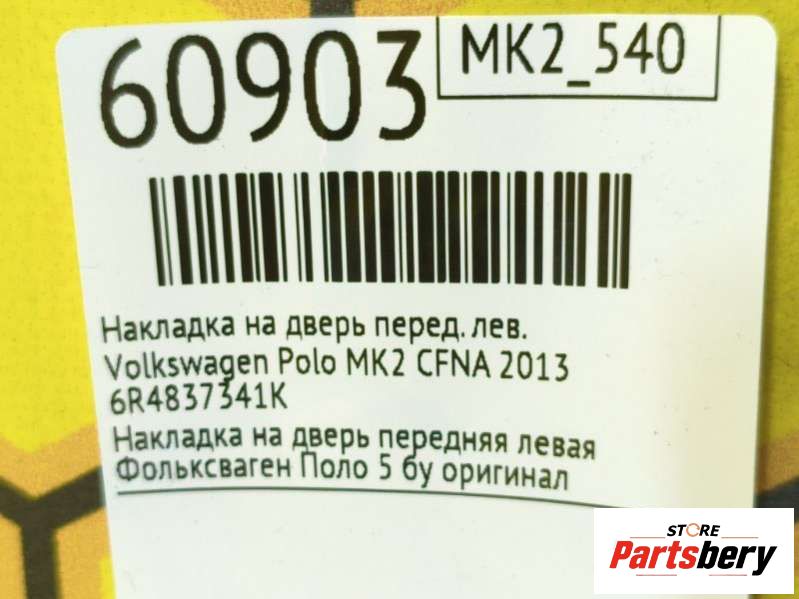 60903
MK2_540
Накладка на дверь перед. лев.
Volkswagen Polo MK2 CFNA 2013
6R4837341K
Накладка на дверь передняя левая
Фольксваген Поло 5 бу оригинал
STORE
Partsbery